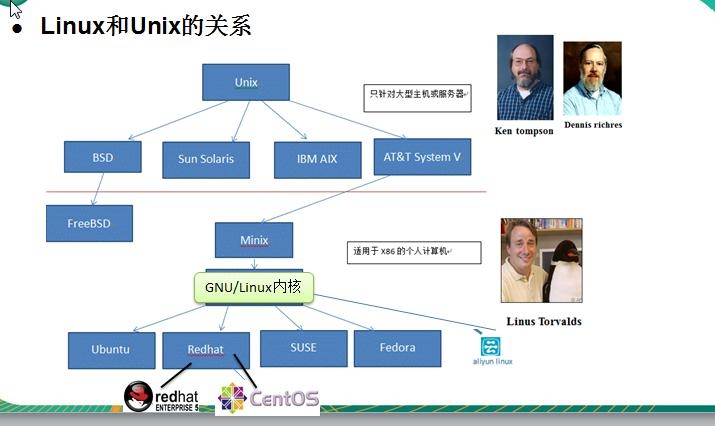 Linux和Unix的关系
Unix
只针对大型主机或服务器
Ken tompson
Dennis richres
BSD
Sun Solaris
IBM AIX
AT&T System V
FreeBSD
Minix
适用于 X86 的个人计算机
GNU/Linux内核
Linus Torvalds
Ubuntu
Redhat
SUSE
Fedora
aliyun linux
redhat
ENTERPRISE 5
CentOS